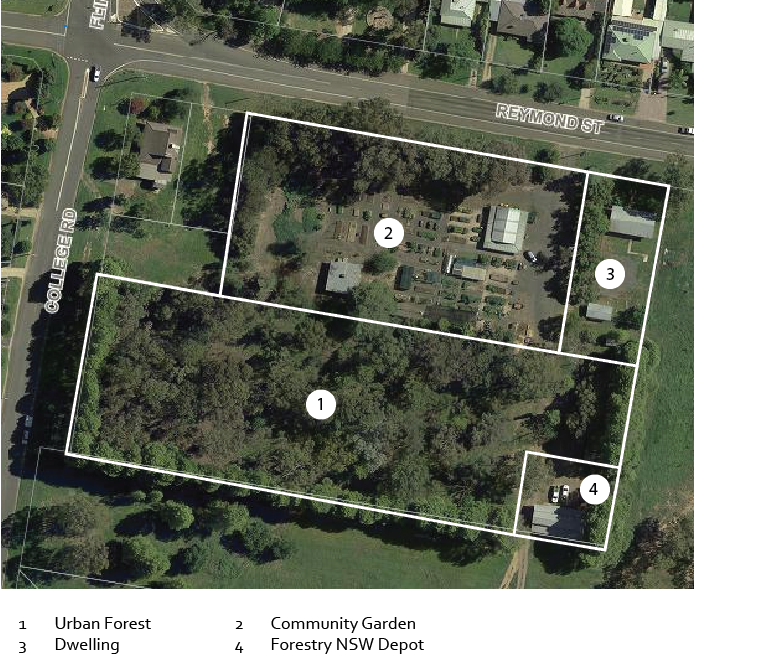 REYMOND ST
COLLEGE RD
2
3
1
4
1 Urban Forest 2 Community Garden
3 Dwelling 4 Forestry NSW Depot